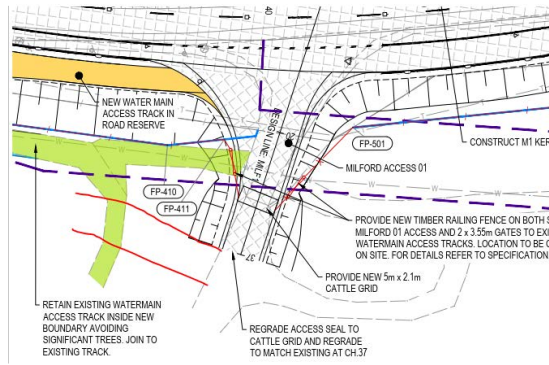 40
NEW WATER MAIN
ACCESS TRACK IN
ROAD RESERVE
DESIGN LINE MILF
FP-501
CONSTRUCT M1 KER
MILFORD ACCESS 01
FP-410
FP-411
PROVIDE NEW TIMBER RAILING FENCE ON BOTH S
MILFORD 01 ACCESS AND 2 x 3.55m GATES TO EXI
WATERMAIN ACCESS TRACKS. LOCATION TO BE C
ON SITE. FOR DETAILS REFER TO SPECIFICATION
PROVIDE NEW 5m x 2.1m
CATTLE GRID
37
RETAIN EXISTING WATERMAIN
ACCESS TRACK INSIDE NEW
BOUNDARY AVOIDING
SIGNIFICANT TREES. JOIN TO
EXISTING TRACK.
REGRADE ACCESS SEAL TO
CATTLE GRID AND REGRADE
TO MATCH EXISTING AT CH.37